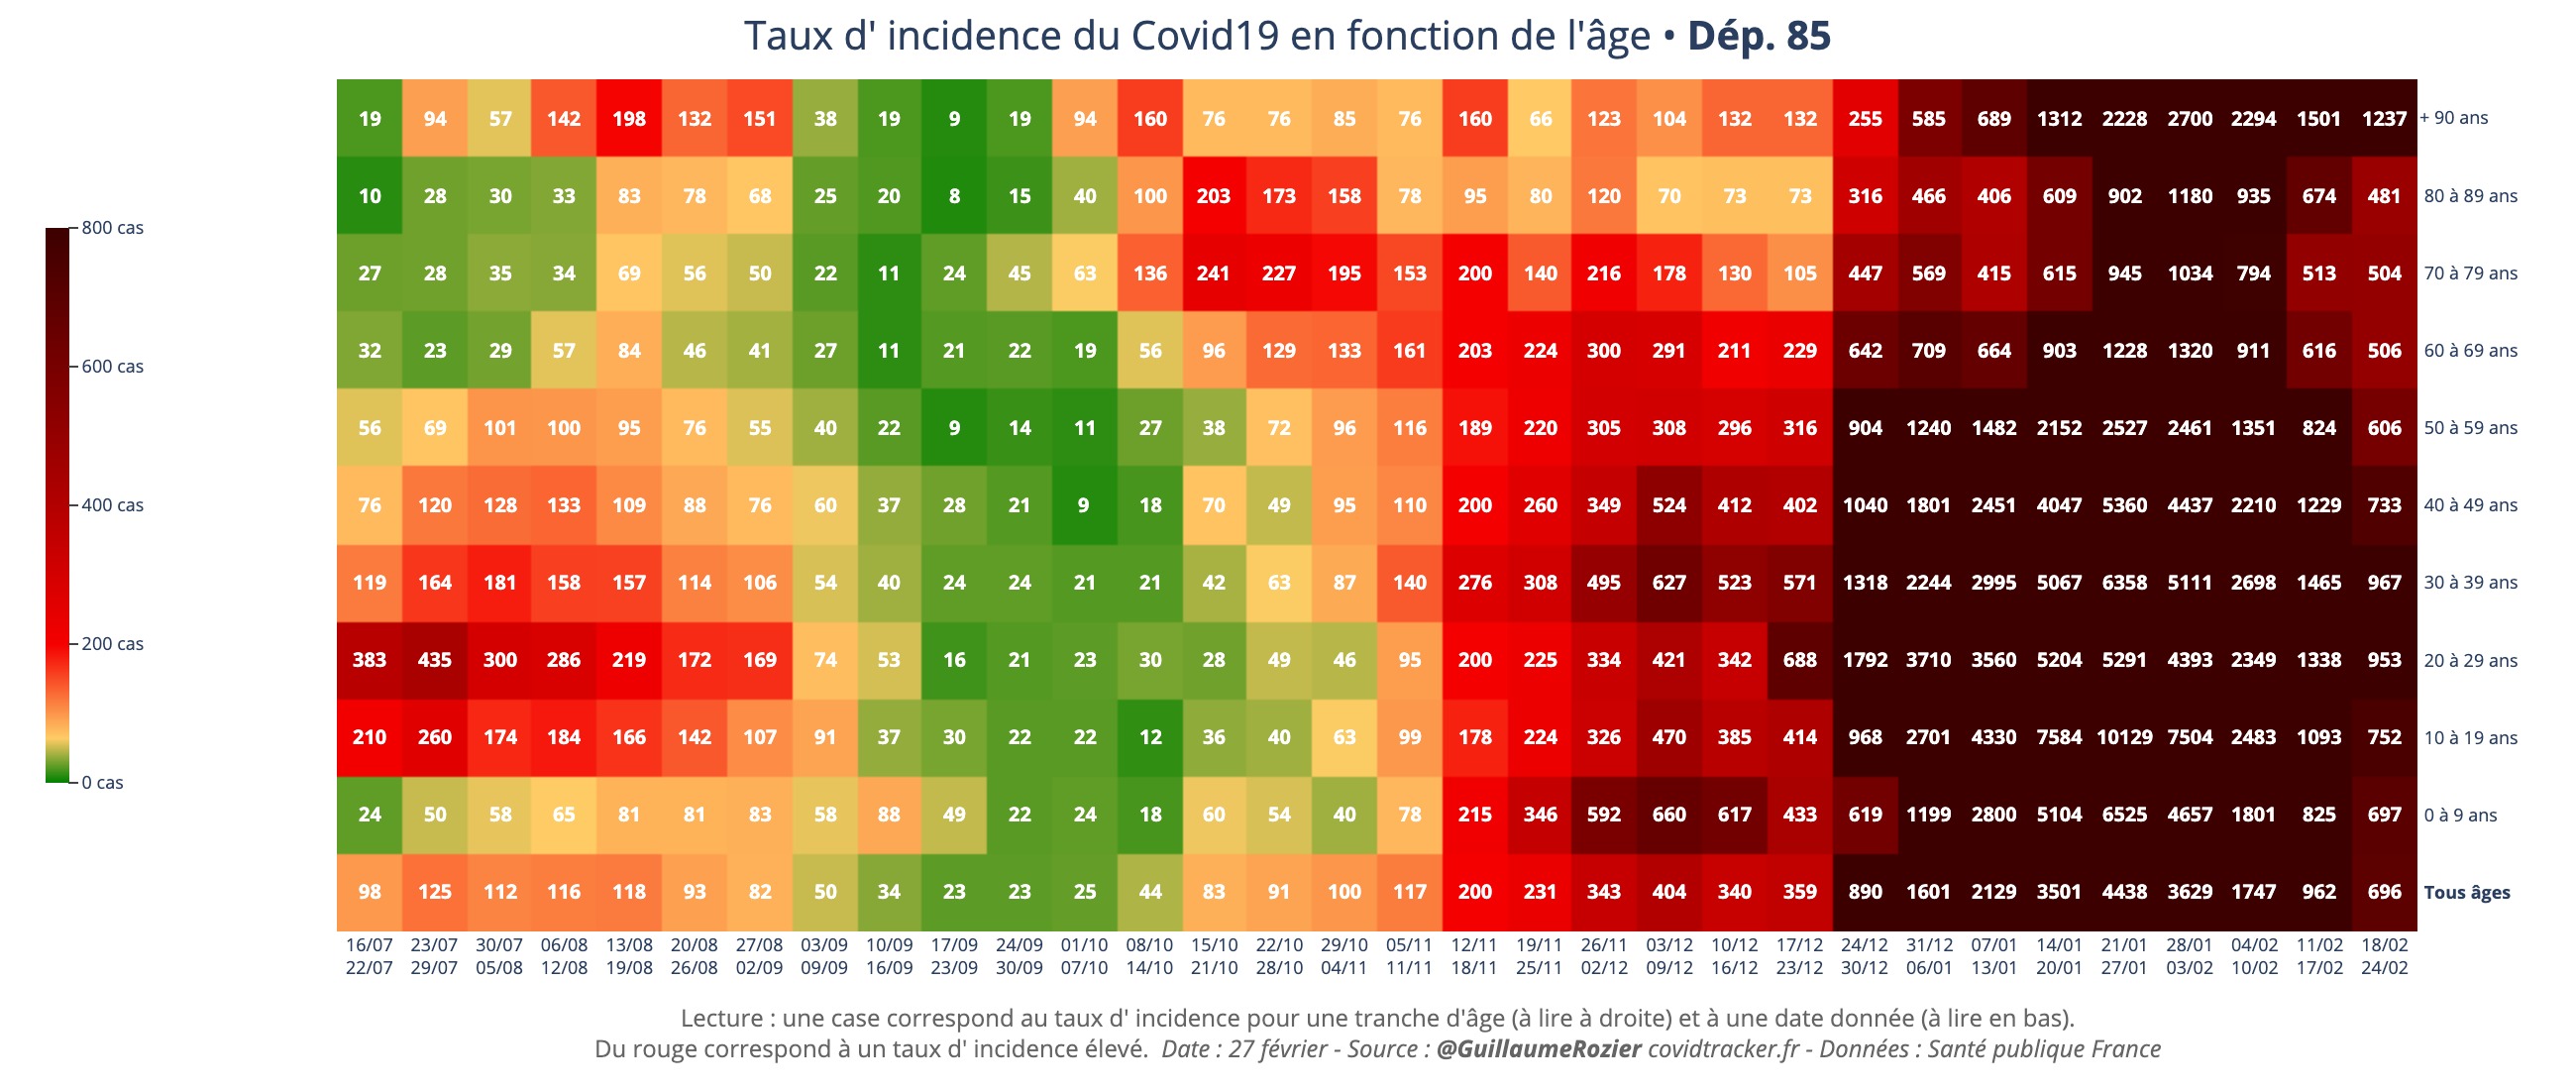 Taux d' incidence du Covid19 en fonction de l'âge • Dép. 85
800 cas
600 cas
400 cas
200 cas
0 cas
19 94 57 142 198 132 151 38 19 9 19 94 160 76 76 85 76 160 66 123 104 132 132 255 585 689 1312 2228 2700 2294 1501 1237 + 90 ans
10 28 30 33 83 78 68 25 20 8 15 40 100 203 173 158 78 95 80 120 70 73 73 316 466 406 609 902 1180 935 674 481 80 à 89 ans
27 28 35 34 69 56 50 22 11 24 45 63 136 241 227 195 153 200 140 216 178 130 105 447 569 415 615 945 1034 794 513 504 70 à 79 ans
32 23 29 57 84 46 41 27 11 21 22 19 56 96 129 133 161 203 224 300 291 211 229 642 709 664 903 1228 1320 911 616 506 60 à 69 ans
56 69 101 100 95 76 55 40 22 9 14 11 27 38 72 96 116 189 220 305 308 296 316 904 1240 1482 2152 2527 2461 1351 824 606 50 à 59 ans
76 120 128 133 109 88 76 60 37 28 21 9 18 70 49 95 110 200 260 349 524 412 402 1040 1801 2451 4047 5360 4437 2210 1229 733 40 à 49 ans
119 164 181 158 157 114 106 54 40 24 24 21 21 42 63 87 140 276 308 495 627 523 571 1318 2244 2995 5067 6358 5111 2698 1465 967 30 à 39 ans
383 435 300 286 219 172 169 74 53 16 21 23 30 28 49 46 95 200 225 334 421 342 688 1792 3710 3560 5204 5291 4393 2349 1338 953 20 à 29 ans
210 260 174 184 166 142 107 91 37 30 22 22 12 36 40 63 99 178 224 326 470 385 414 968 2701 4330 7584 10129 7504 2483 1093 752 10 à 19 ans
24 50 58 65 81 81 83 58 88 49 22 24 18 60 54 40 78 215 346 592 660 617 433 619 1199 2800 5104 6525 4657 1801 825 697 0 à 9 ans
98 125 112 116 118 93 82 50 34 23 23 25 44 83 91 100 117 200 231 343 404 340 359 890 1601 2129 3501 4438 3629 1747 962 696 Tous âges
16/07 23/07 30/07 06/08 13/08 20/08 27/08 03/09 10/09 17/09 24/09 01/10 08/10 15/10 22/10 29/10 05/11 12/11 19/11 26/11 03/12 10/12 17/12 24/12 31/12 07/01 14/01 21/01 28/01 04/02 11/02 18/02
22/07 29/07 05/08 12/08 19/08 26/08 02/09 09/09 16/09 23/09 30/09 07/10 14/10 21/10 28/10 04/11 11/11 18/11 25/11 02/12 09/12 16/12 23/12 30/12 06/01 13/01 20/01 27/01 03/02 10/02 17/02 24/02
Lecture : une case correspond au taux d' incidence pour une tranche d'âge (à lire à droite) et à une date donnée (à lire en bas).
Du rouge correspond à un taux d' incidence élevé. Date : 27 février - Source : @GuillaumeRozier covidtracker.fr - Données : Santé publique France